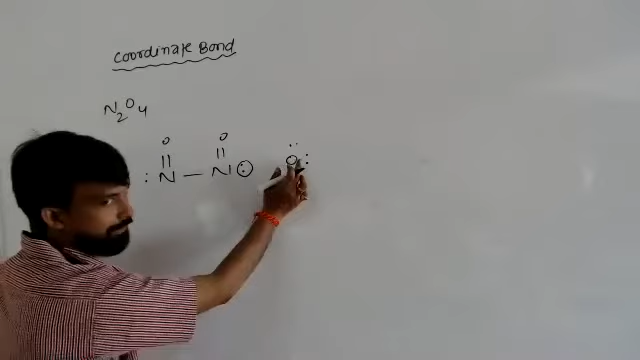 Coordinate Bond
N2O4
O O
|| ||
: N — N : O :